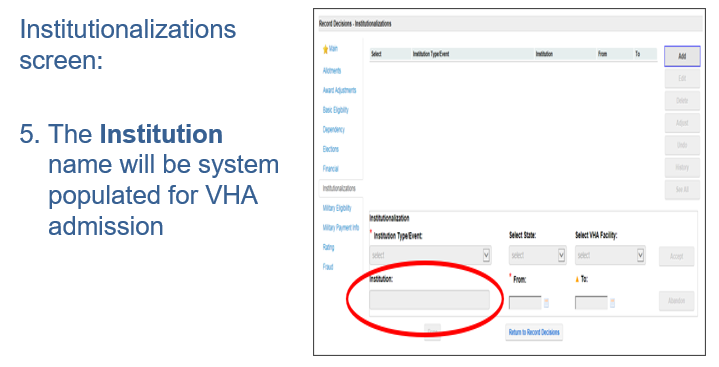 Institutionalizations
screen:
5. The Institution
name will be system
populated for VHA
admission
Record Decisions - Institutionalizations
Main
Allotments
Award Adjustments
Basic Eligibility
Dependency
Elections
Financial
Institutionalizations
Military Eligibility
Military Payment Info
Rating
Fraud
Select Institution Type/Event Institution From To
Add
Edit
Delete
Adjust
Undo
History
See All
Institutionalization
* Institution Type/Event: Select State: Select VHA Facility:
select select select Accept
Institution: * From: To:
Abandon
Return to Record Decisions